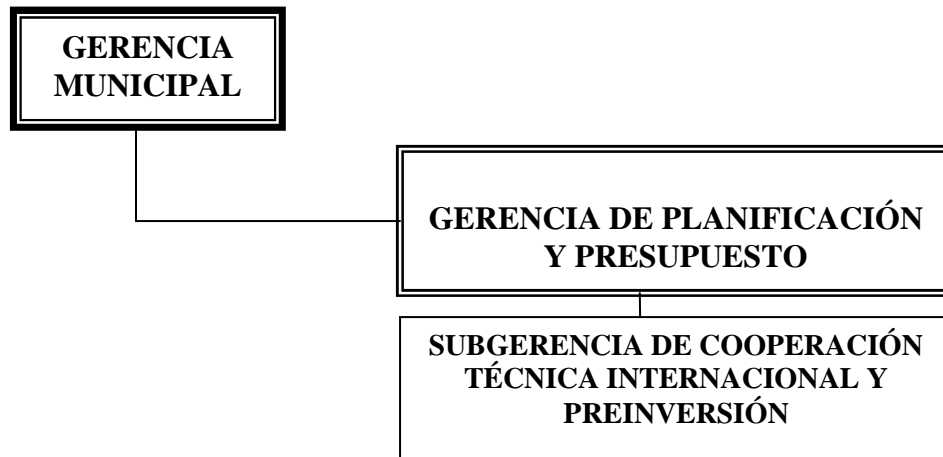 GERENCIA
MUNICIPAL
GERENCIA DE PLANIFICACIÓN
Y PRESUPUESTO
SUBGERENCIA DE COOPERACIÓN
TÉCNICA INTERNACIONAL Y
PREINVERSIÓN